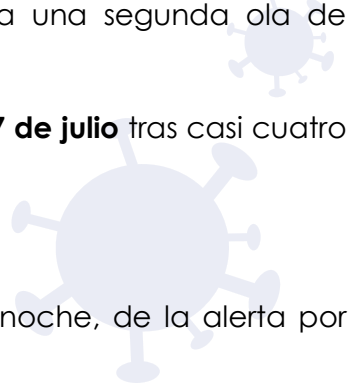 a una segunda ola de
7 de julio tras casi cuatro
noche, de la alerta por